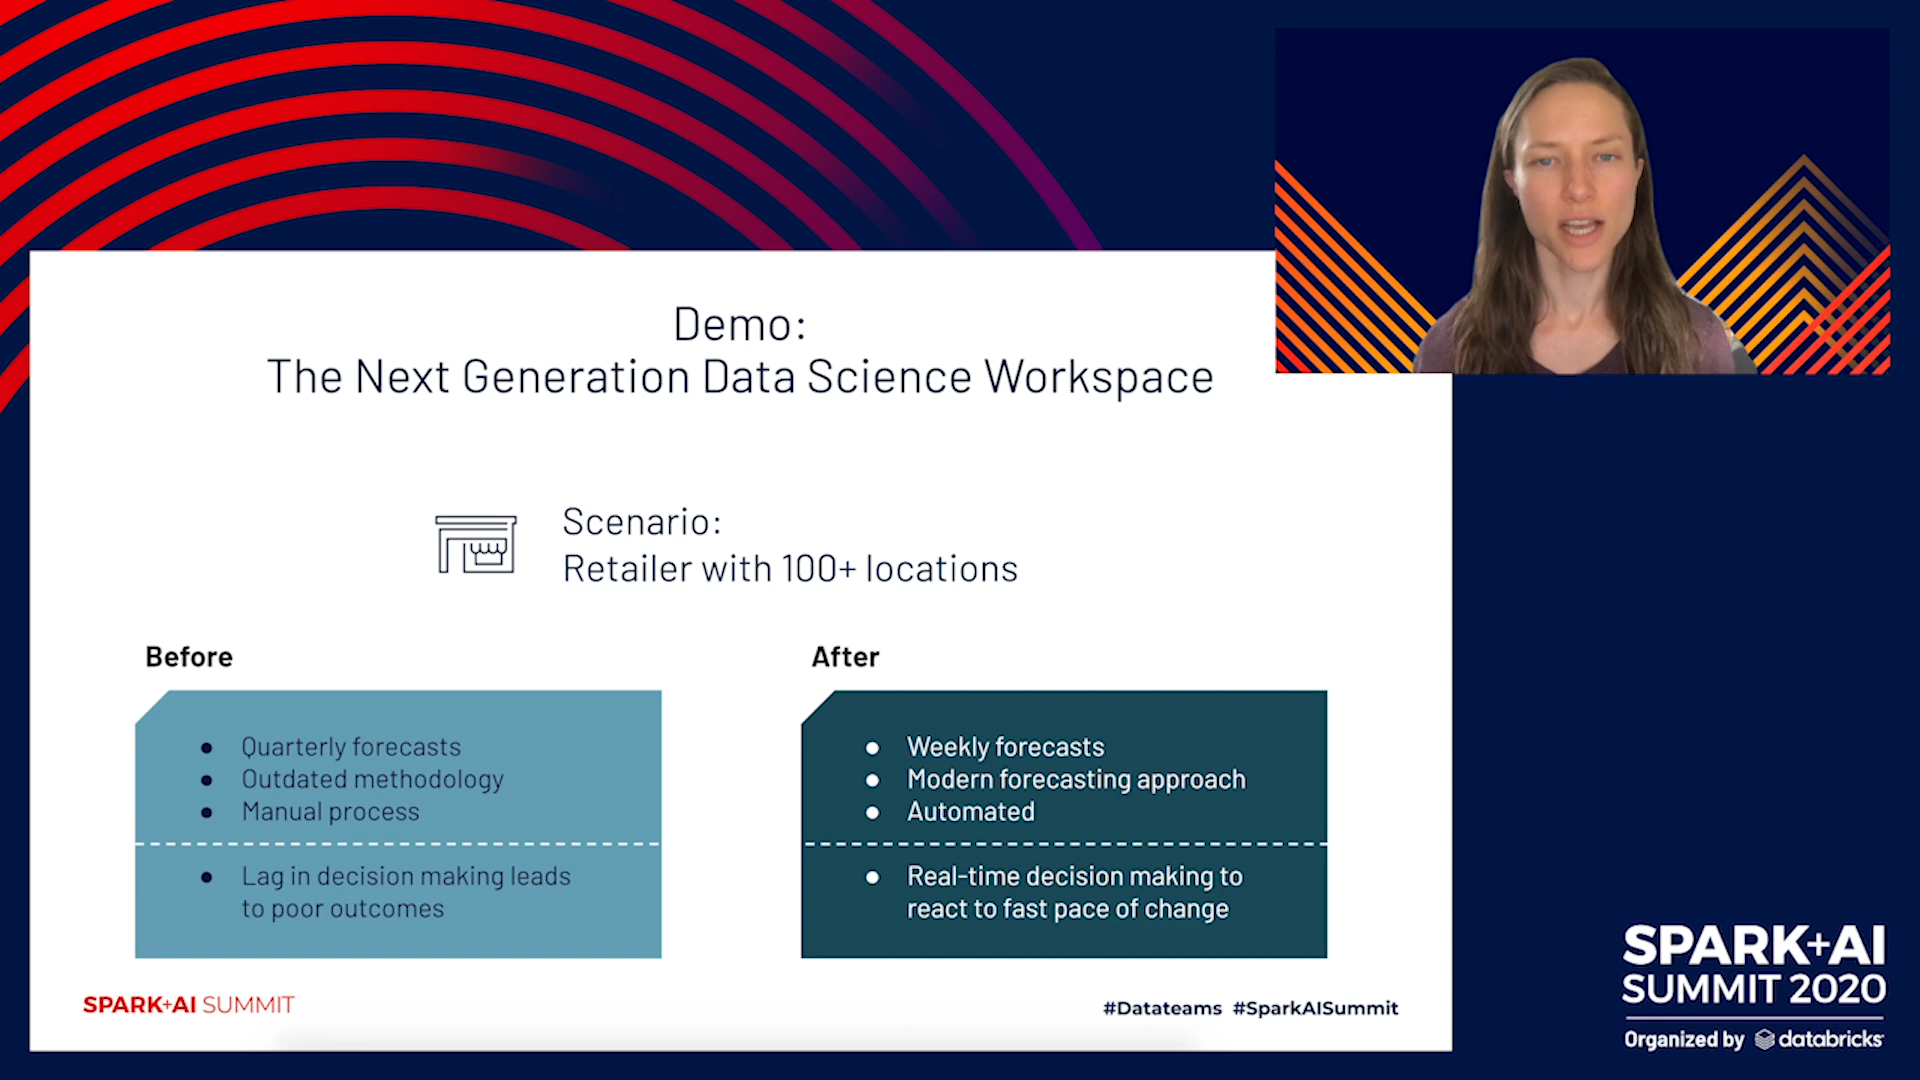 Demo:
The Next Generation Data Science Workspace
Scenario:
Retailer with 100+ locations
Before
● Quarterly forecasts
● Outdated methodology
● Manual process
● Lag in decision making leads
to poor outcomes
After
● Weekly forecasts
● Modern forecasting approach
● Automated
● Real-time decision making to
react to fast pace of change
SPARK+AI SUMMIT
#Datateams #SparkAISummit
SPARK+AI
SUMMIT 2020
Organized by databricks